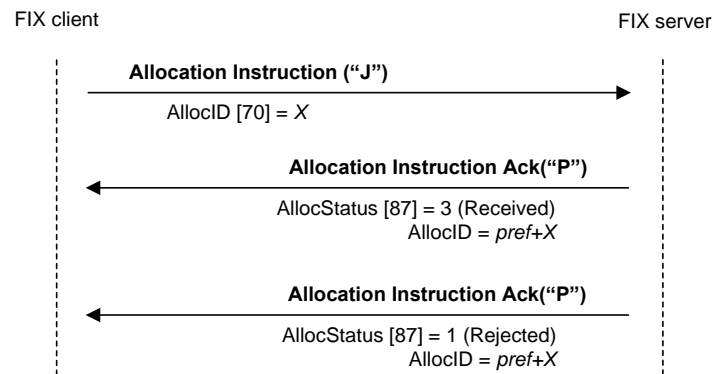 FIX client
FIX server
Allocation Instruction (“J”)
AllocID [70] = X
Allocation Instruction Ack(“P”)
AllocStatus [87] = 3 (Received)
AllocID = pref+X
Allocation Instruction Ack(“P”)
AllocStatus [87] = 1 (Rejected)
AllocID = pref+X